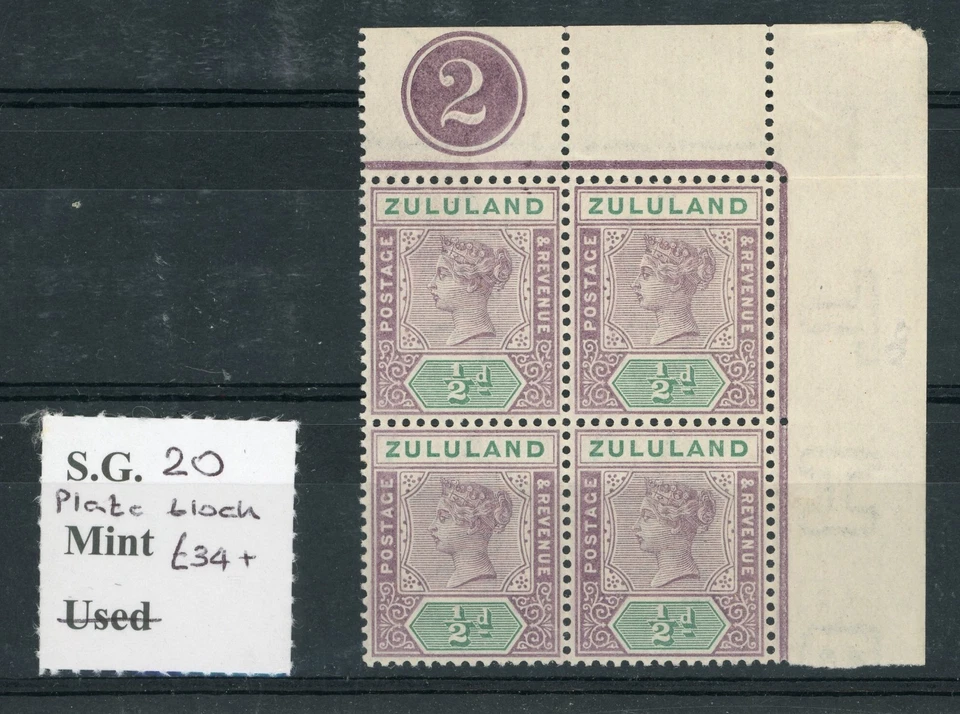 2
ZULULAND ZULULAND
POSTAGE & REVENUE POSTAGE & REVENUE
½d ½d
ZULULAND ZULULAND
POSTAGE & REVENUE POSTAGE & REVENUE
½d ½d
S.G. 20
Plate block
Mint £34+
Used